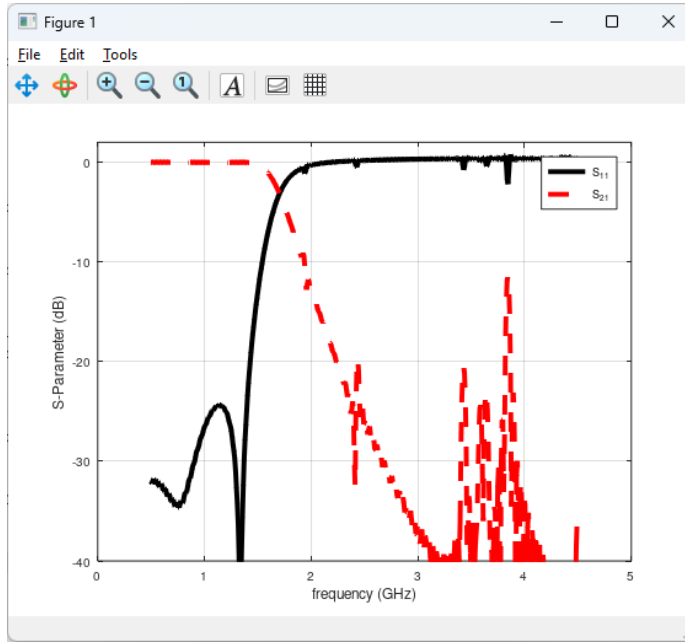 Figure 1
File Edit Tools
1 A
0
-10
-20
-30
-40
S-Parameter (dB)
S11
S21
0 1 2 3 4 5
frequency (GHz)